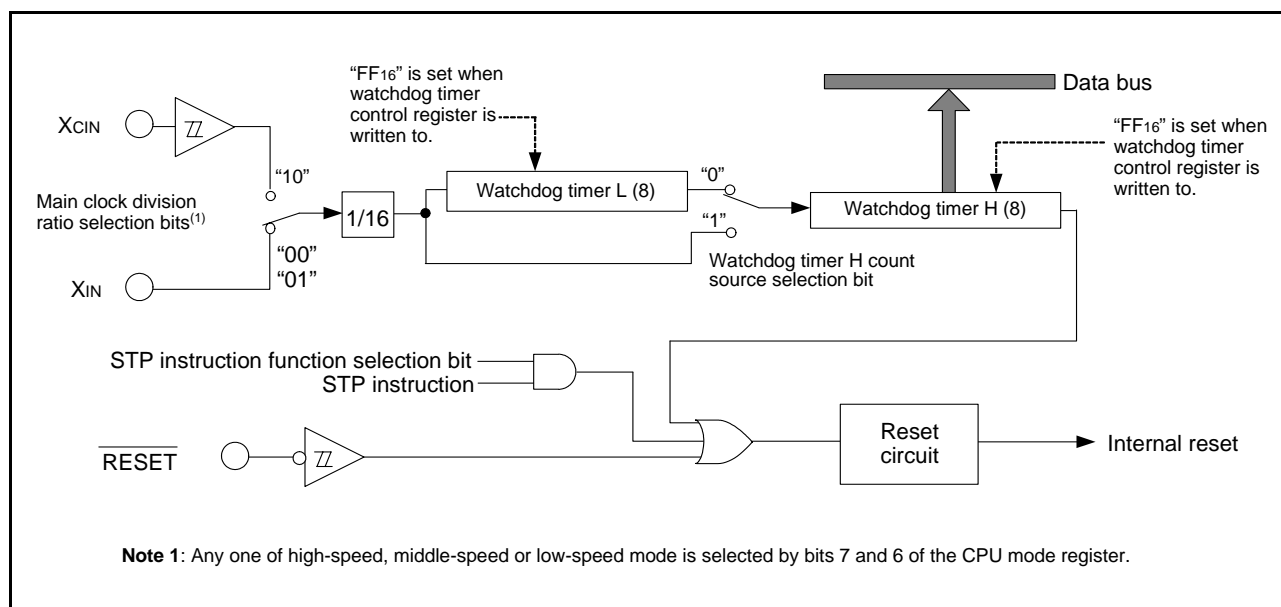 “FF16” is set when
watchdog timer
control register is
written to.
Data bus
“FF16” is set when
watchdog timer
control register is
written to.
XCIN
“10”
Main clock division
ratio selection bits(1)
1/16
Watchdog timer L (8)
“0”
“1”
Watchdog timer H (8)
“00”
“01”
Watchdog timer H count
source selection bit
XIN
STP instruction function selection bit
STP instruction
RESET
Reset
circuit
Internal reset
Note 1: Any one of high-speed, middle-speed or low-speed mode is selected by bits 7 and 6 of the CPU mode register.